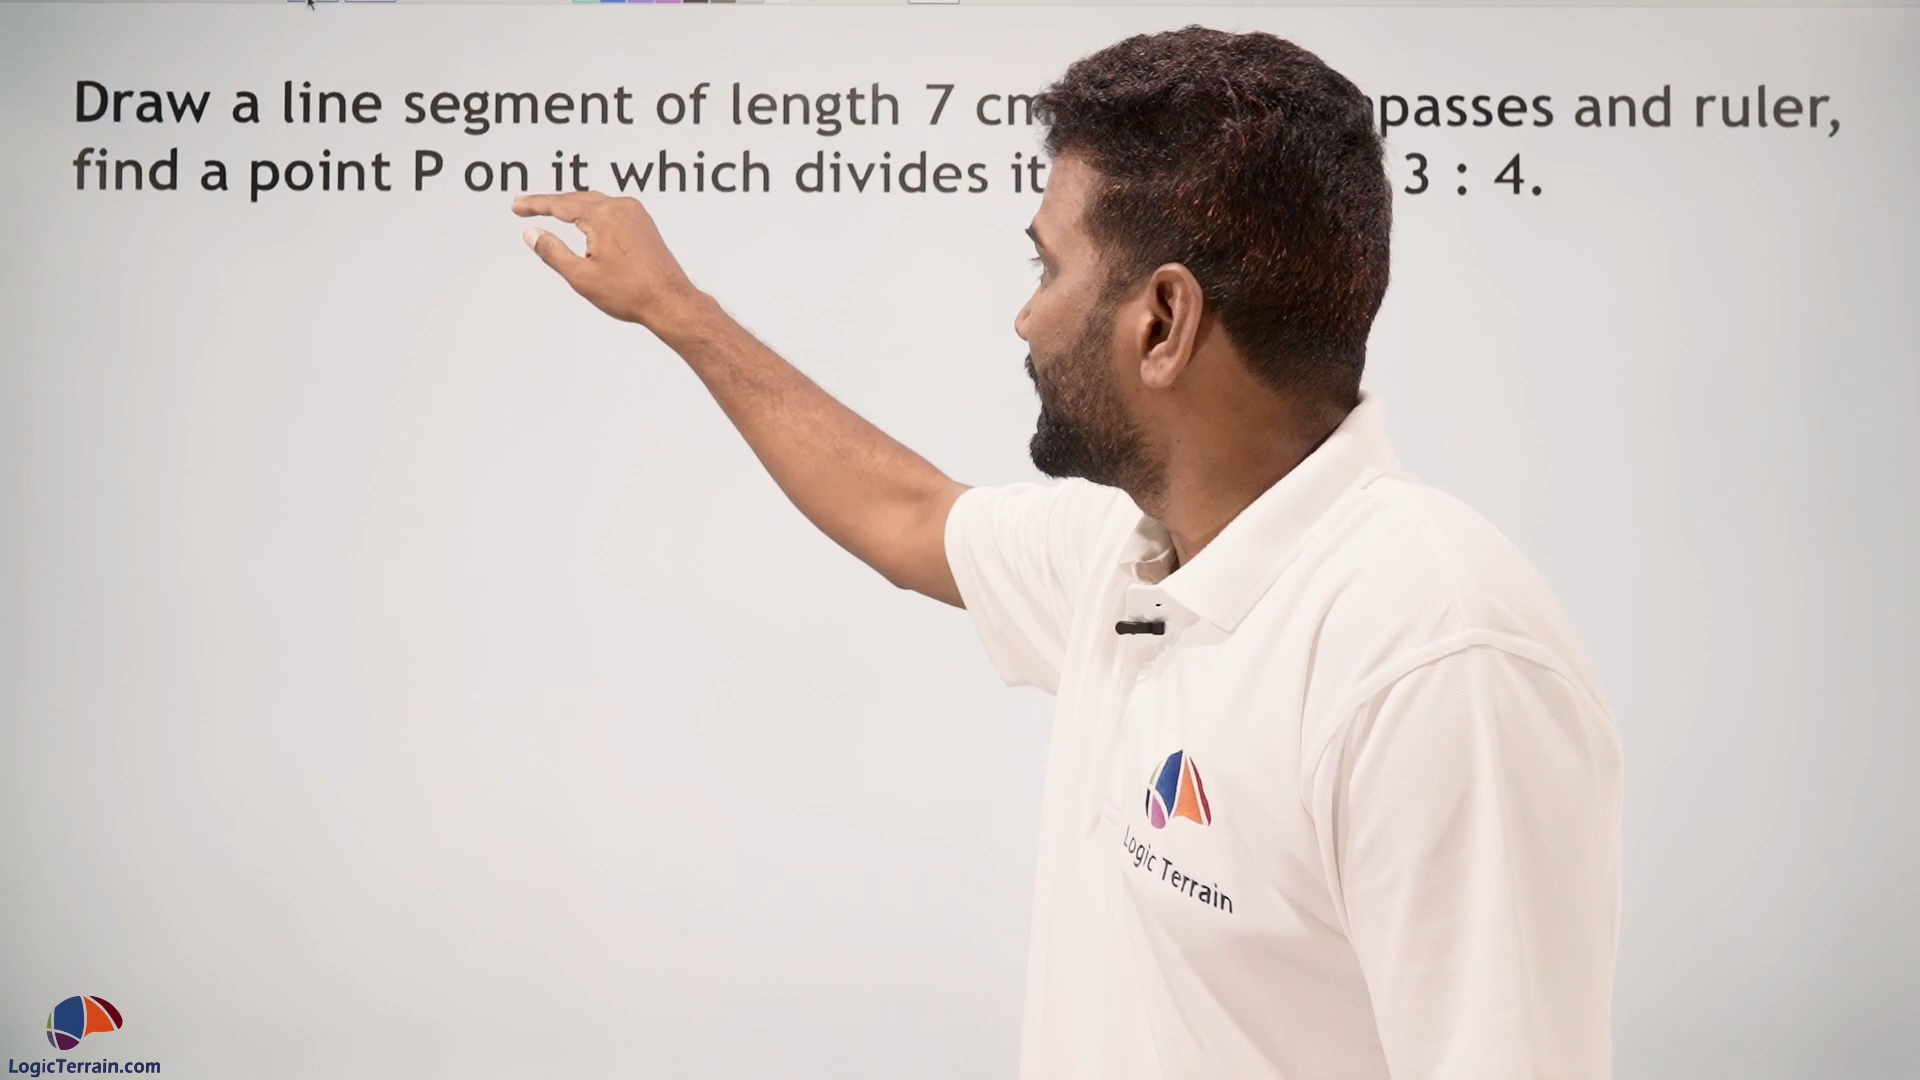 Draw a line segment of length 7 cm passes and ruler,
find a point P on it which divides it 3 : 4.
Logic Terrain
LogicTerrain.com